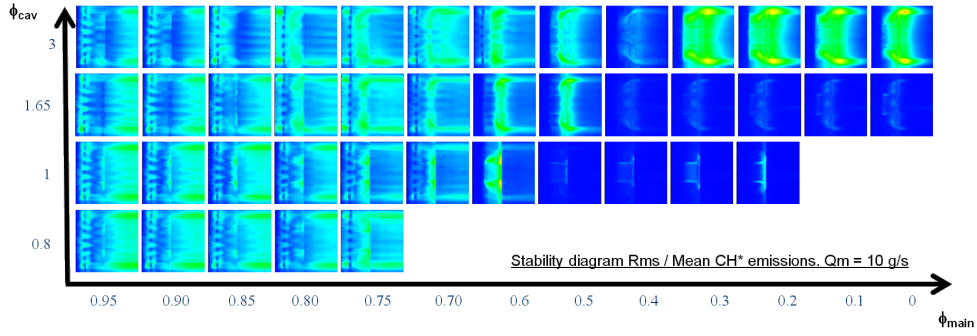 ϕcav
3
1.65
1
0.8
Stability diagram Rms / Mean CH* emissions. Qm = 10 g/s
0.95 0.90 0.85 0.80 0.75 0.70 0.6 0.5 0.4 0.3 0.2 0.1 0
ϕmain